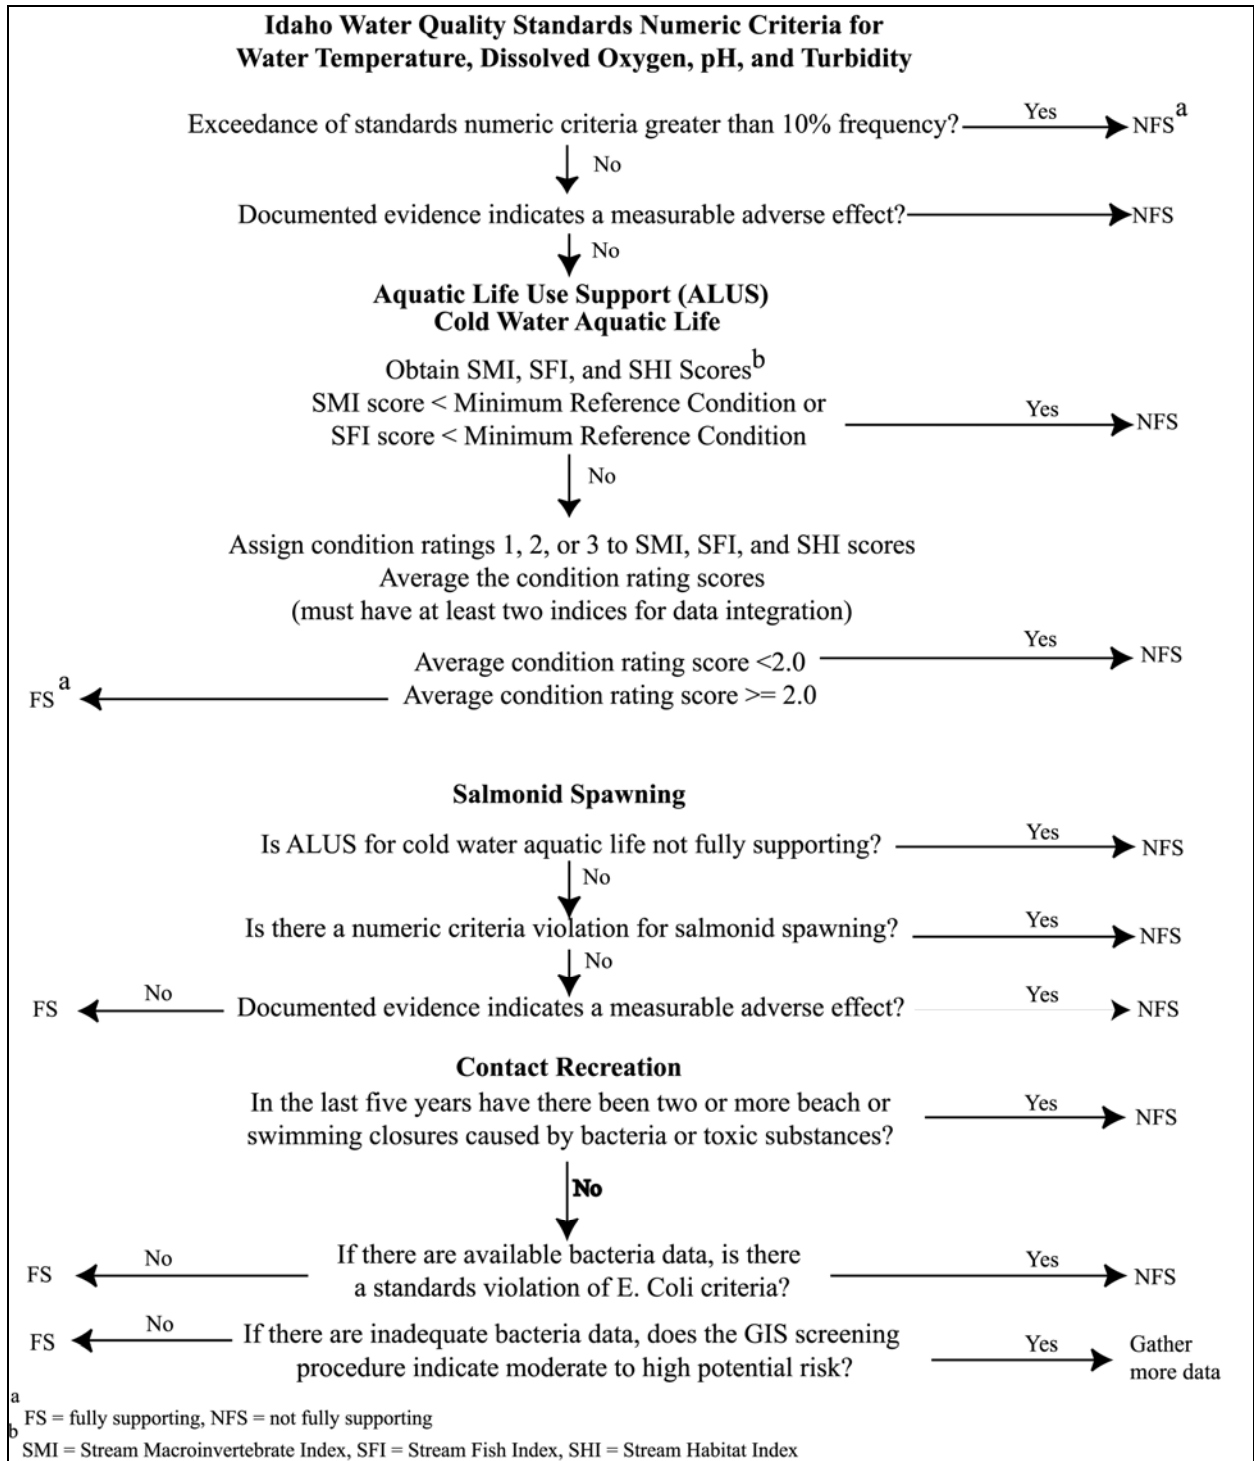 Idaho Water Quality Standards Numeric Criteria for
Water Temperature, Dissolved Oxygen, pH, and Turbidity
Exceedance of standards numeric criteria greater than 10% frequency? Yes NFS a
No
Documented evidence indicates a measurable adverse effect? NFS
No
Aquatic Life Use Support (ALUS)
Cold Water Aquatic Life
Obtain SMI, SFI, and SHI Scores b
SMI score < Minimum Reference Condition or
SFI score < Minimum Reference Condition
Yes NFS
No
Assign condition ratings 1, 2, or 3 to SMI, SFI, and SHI scores
Average the condition rating scores
(must have at least two indices for data integration)
Average condition rating score <2.0 Yes NFS
FS a Average condition rating score >= 2.0
Salmonid Spawning
Is ALUS for cold water aquatic life not fully supporting? Yes NFS
No
Is there a numeric criteria violation for salmonid spawning? Yes NFS
No
FS No Documented evidence indicates a measurable adverse effect? Yes NFS
Contact Recreation
In the last five years have there been two or more beach or
swimming closures caused by bacteria or toxic substances?
Yes NFS
No
If there are available bacteria data, is there
a standards violation of E. Coli criteria?
FS No Yes NFS
If there are inadequate bacteria data, does the GIS screening
procedure indicate moderate to high potential risk?
FS No Yes Gather
more data
a FS = fully supporting, NFS = not fully supporting
b SMI = Stream Macroinvertebrate Index, SFI = Stream Fish Index, SHI = Stream Habitat Index